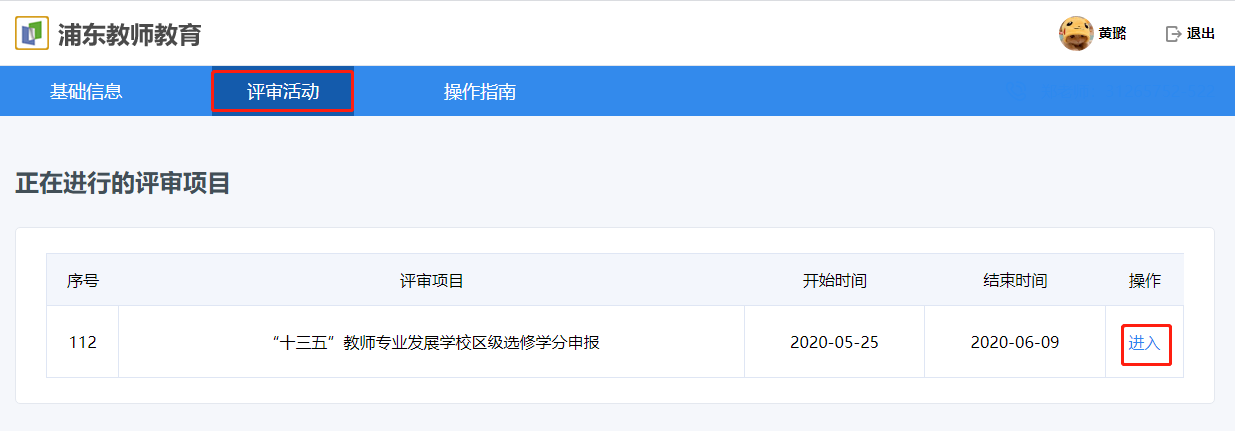 浦东教师教育
黄璐
退出
基础信息 评审活动 操作指南
正在进行的评审项目
序号 评审项目 开始时间 结束时间 操作
112 “十三五”教师专业发展学校区级选修学分申报 2020-05-25 2020-06-09 进入